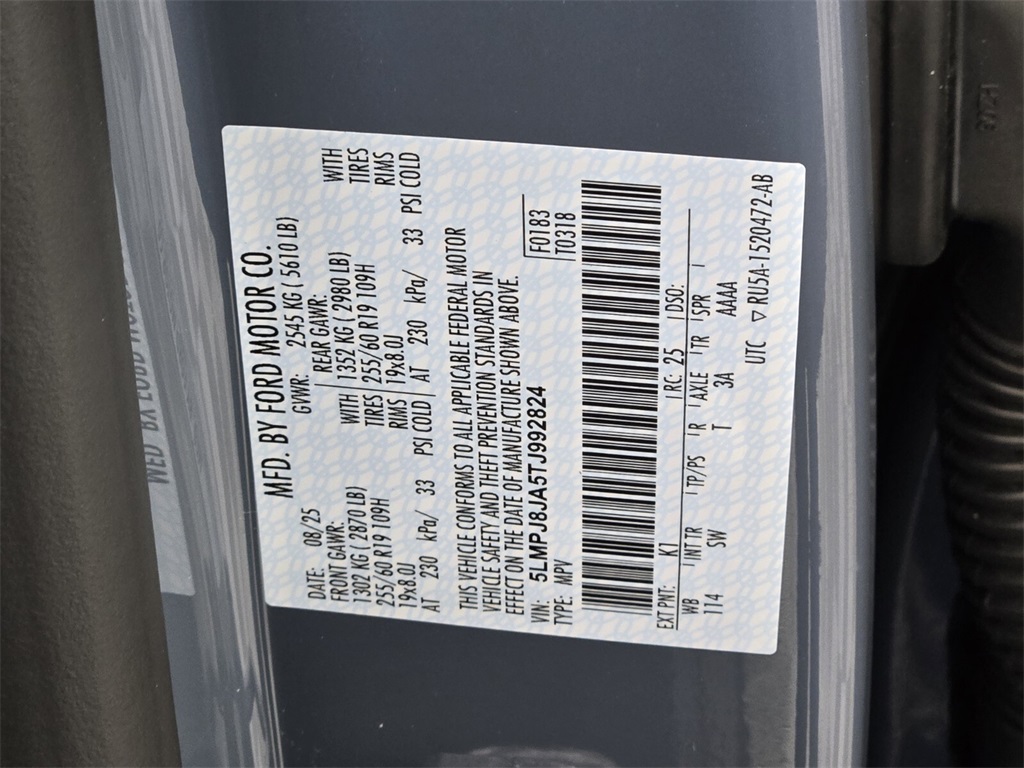 MFD. BY FORD MOTOR CO.
DATE: 08/25 GVWR: 2545 KG ( 5610 LB)
FRONT GAWR: REAR GAWR:
1302 KG ( 2870 LB) WITH 1352 KG ( 2980 LB) WITH
255/60 R19 109H TIRES 255/60 R19 109H TIRES
19x8.0J RIMS 19x8.0J RIMS
AT 230 kPa/ 33 PSI COLD AT 230 kPa/ 33 PSI COLD
THIS VEHICLE CONFORMS TO ALL APPLICABLE FEDERAL MOTOR
VEHICLE SAFETY AND THEFT PREVENTION STANDARDS IN
EFFECT ON THE DATE OF MANUFACTURE SHOWN ABOVE.
VIN: 5LMPJ8JA5TJ992824 F0183
TYPE: MPV T0318
EXT PNT: K1 RC: 25 DSO:
WB INT TR TP/PS R AXLE TR SPR
114 SW T 3A AAAA
UTC ▽ RU5A-1520472-AB